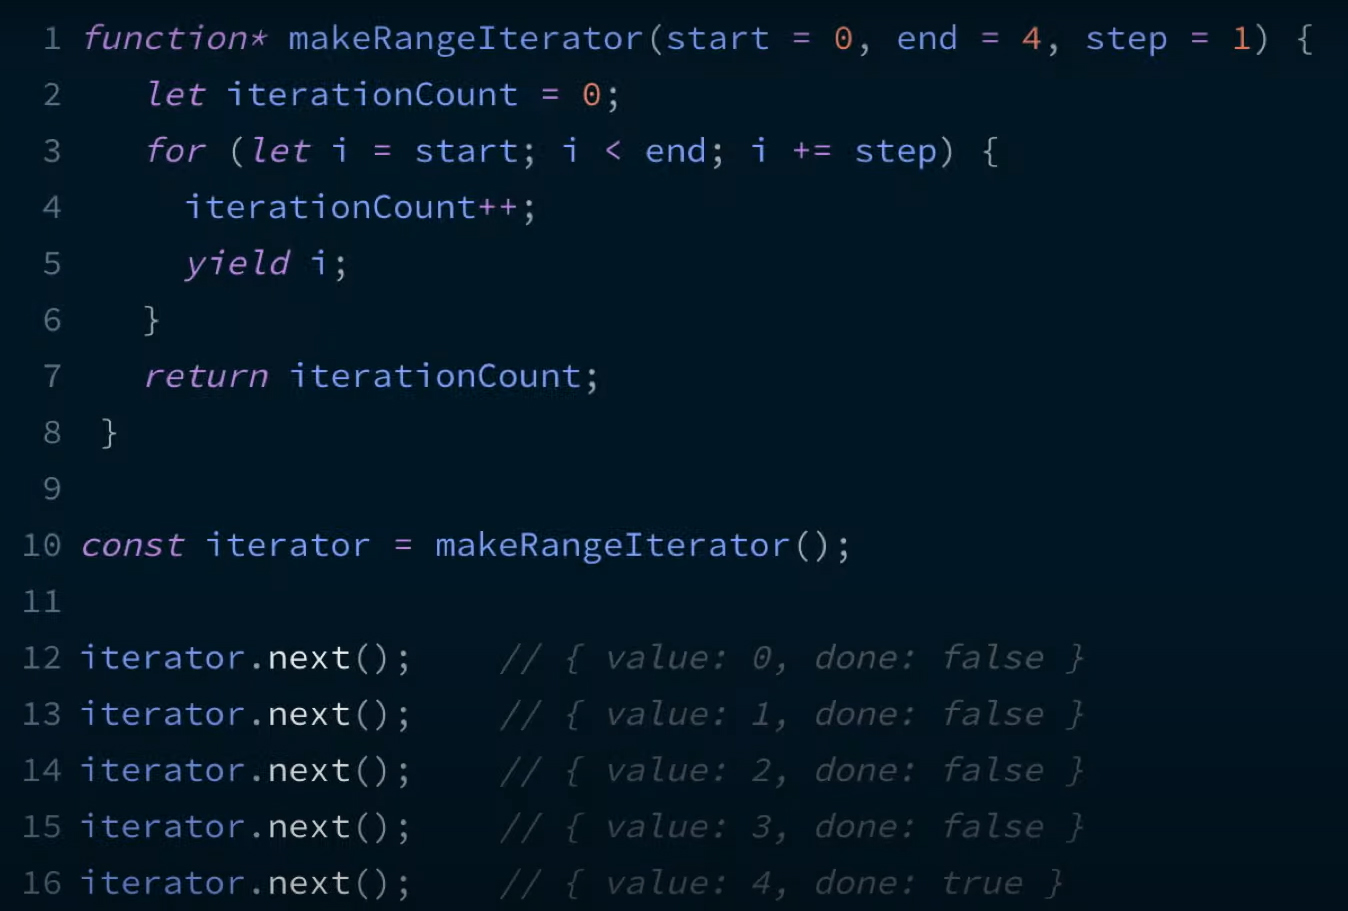 1 function* makeRangeIterator(start = 0, end = 4, step = 1) {
2 let iterationCount = 0;
3 for (let i = start; i < end; i += step) {
4 iterationCount++;
5 yield i;
6 }
7 return iterationCount;
8 }
9
10 const iterator = makeRangeIterator();
11
12 iterator.next(); // { value: 0, done: false }
13 iterator.next(); // { value: 1, done: false }
14 iterator.next(); // { value: 2, done: false }
15 iterator.next(); // { value: 3, done: false }
16 iterator.next(); // { value: 4, done: true }